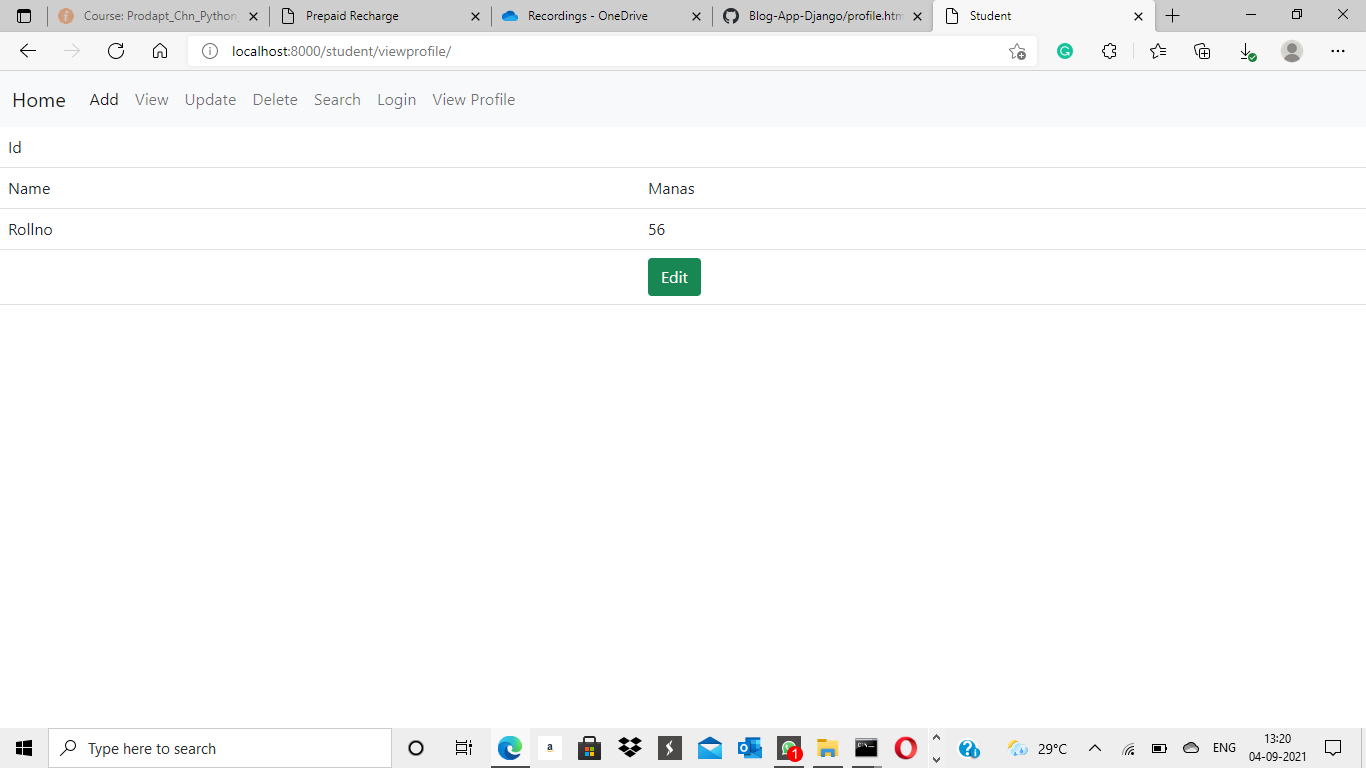 Course: Prodapt_Chn_Python
Prepaid Recharge
Recordings - OneDrive
Blog-App-Django/profile.htm
Student
localhost:8000/student/viewprofile/
Home Add View Update Delete Search Login View Profile
Id
Name Manas
Rollno 56
Edit
Type here to search
a
1
29°C
ENG
13:20
04-09-2021